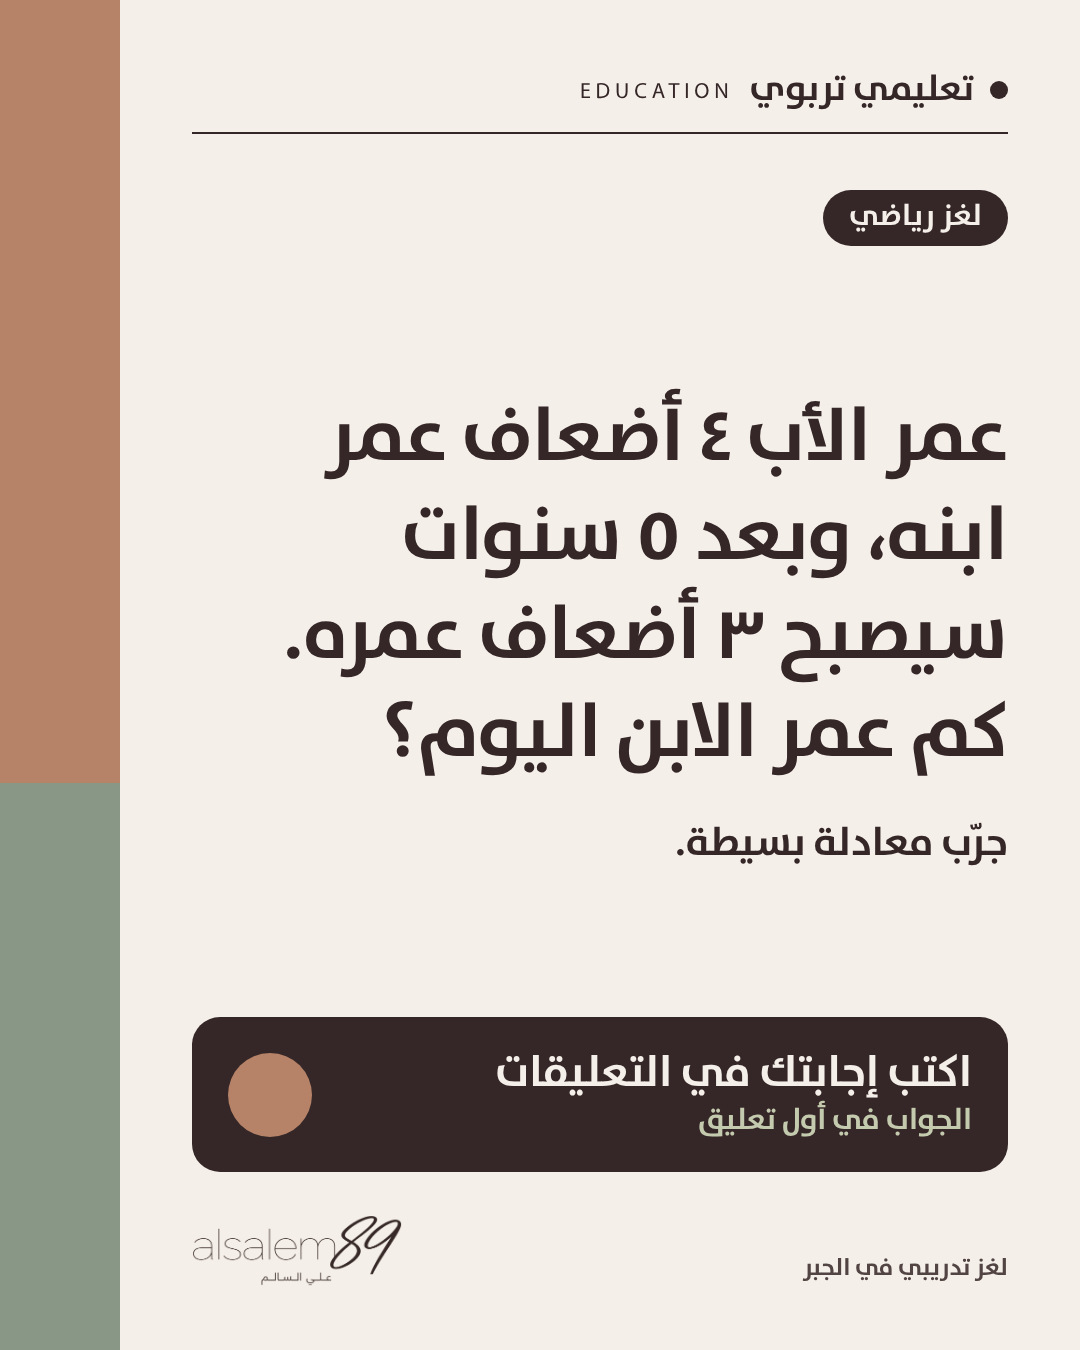 تعليمي تربوي EDUCATION
لغز رياضي
عمر الأب ٤ أضعاف عمر
ابنه، وبعد ٥ سنوات
سيصبح ٣ أضعاف عمره.
كم عمر الابن اليوم؟
جرّب معادلة بسيطة.
اكتب إجابتك في التعليقات
الجواب في أول تعليق
لغز تدريبي في الجبر
alsalem89
علي السالم